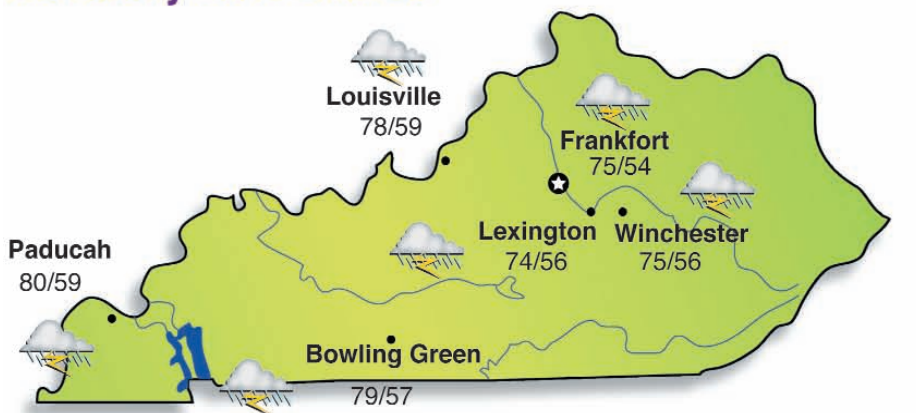 Louisville
78/59
Frankfort
75/54
Lexington
74/56
Winchester
75/56
Paducah
80/59
Bowling Green
79/57